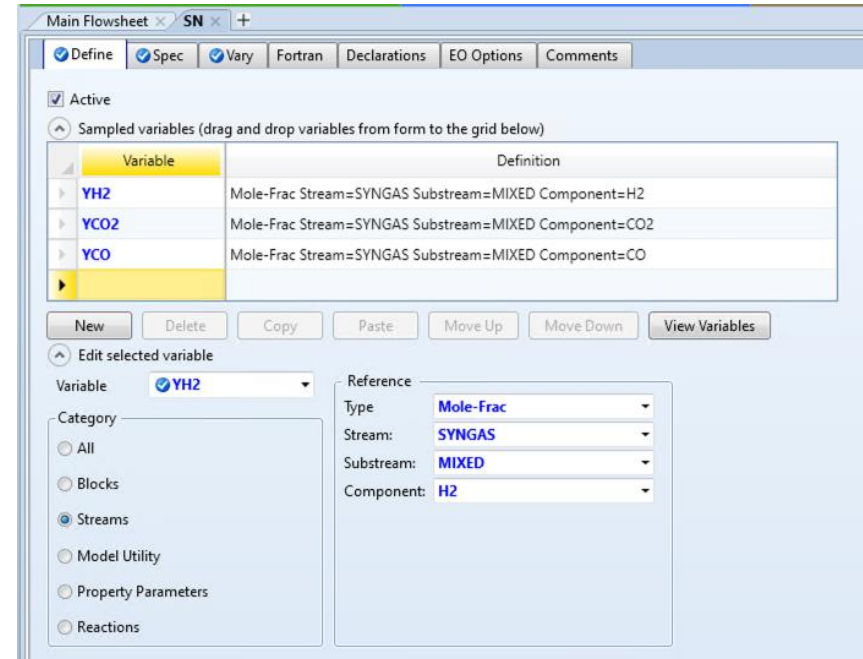 Main Flowsheet × SN × +
Define Spec Vary Fortran Declarations EO Options Comments
Active
Sampled variables (drag and drop variables from form to the grid below)
Variable Definition
YH2 Mole-Frac Stream=SYNGAS Substream=MIXED Component=H2
YCO2 Mole-Frac Stream=SYNGAS Substream=MIXED Component=CO2
YCO Mole-Frac Stream=SYNGAS Substream=MIXED Component=CO
New Delete Copy Paste Move Up Move Down View Variables
Edit selected variable
Variable YH2
Category
All
Blocks
Streams
Model Utility
Property Parameters
Reactions
Reference
Type Mole-Frac
Stream: SYNGAS
Substream: MIXED
Component: H2